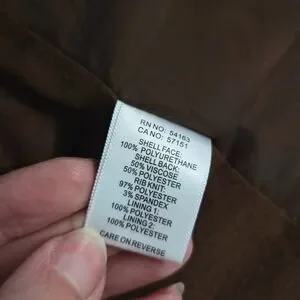 RN NO: 54163
CA NO: 57151
SHELL FACE:
100% POLYURETHANE
SHELL BACK:
50% VISCOSE
50% POLYESTER
RIB KNIT:
97% POLYESTER
3% SPANDEX
LINING 1:
100% POLYESTER
LINING 2:
100% POLYESTER
CARE ON REVERSE